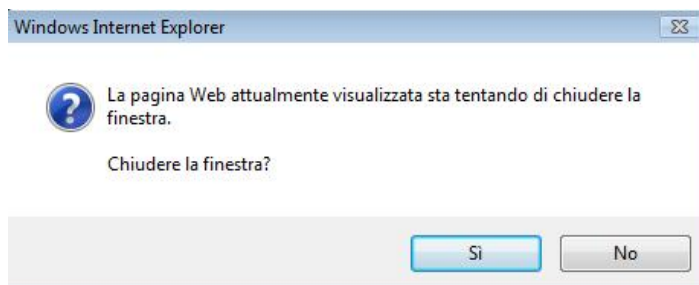 Windows Internet Explorer
La pagina Web attualmente visualizzata sta tentando di chiudere la
finestra.
Chiudere la finestra?
Sì
No